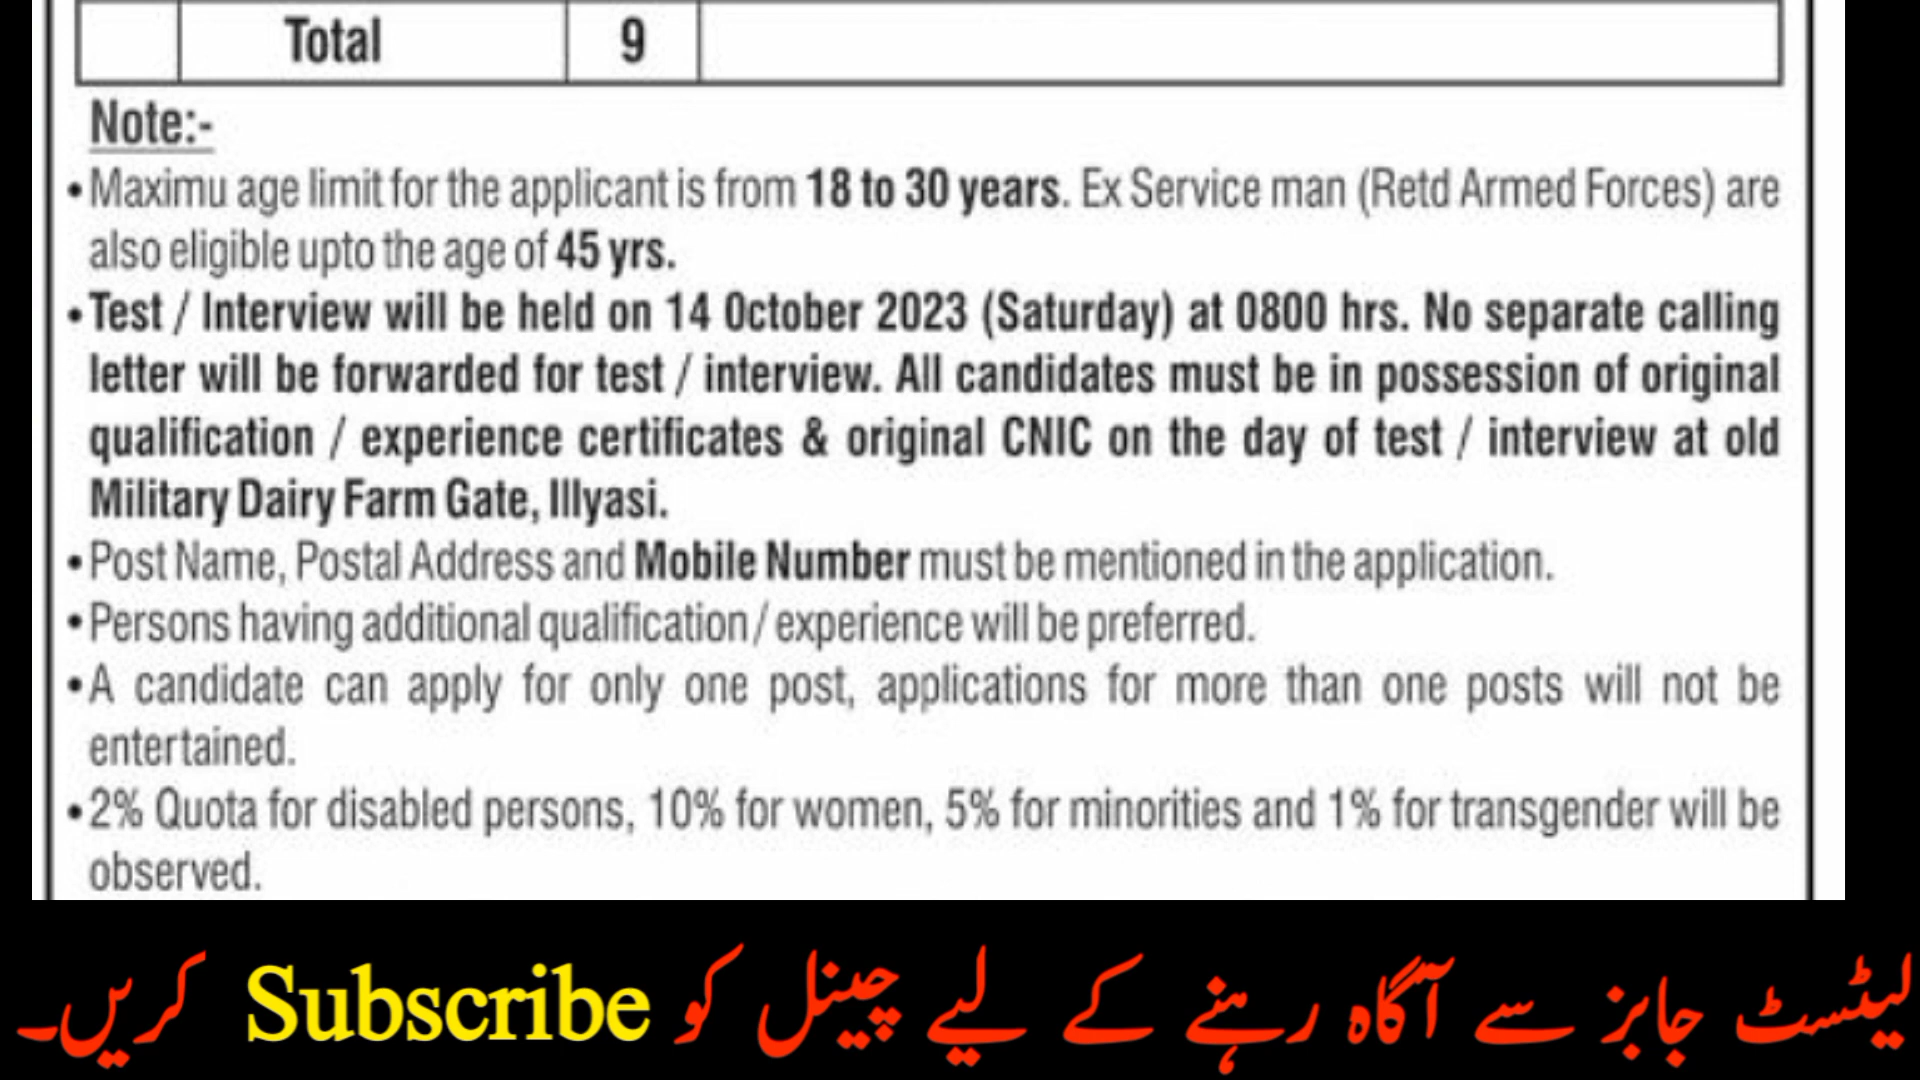 Total 9
Note:-
•Maximu age limit for the applicant is from 18 to 30 years. Ex Service man (Retd Armed Forces) are
also eligible upto the age of 45 yrs.
•Test / Interview will be held on 14 October 2023 (Saturday) at 0800 hrs. No separate calling
letter will be forwarded for test / interview. All candidates must be in possession of original
qualification / experience certificates & original CNIC on the day of test / interview at old
Military Dairy Farm Gate, Illyasi.
•Post Name, Postal Address and Mobile Number must be mentioned in the application.
•Persons having additional qualification / experience will be preferred.
•A candidate can apply for only one post, applications for more than one posts will not be
entertained.
•2% Quota for disabled persons, 10% for women, 5% for minorities and 1% for transgender will be
observed.
لیٹسٹ جابز سے آگاہ رہنے کے لیے چینل کو Subscribe کریں۔